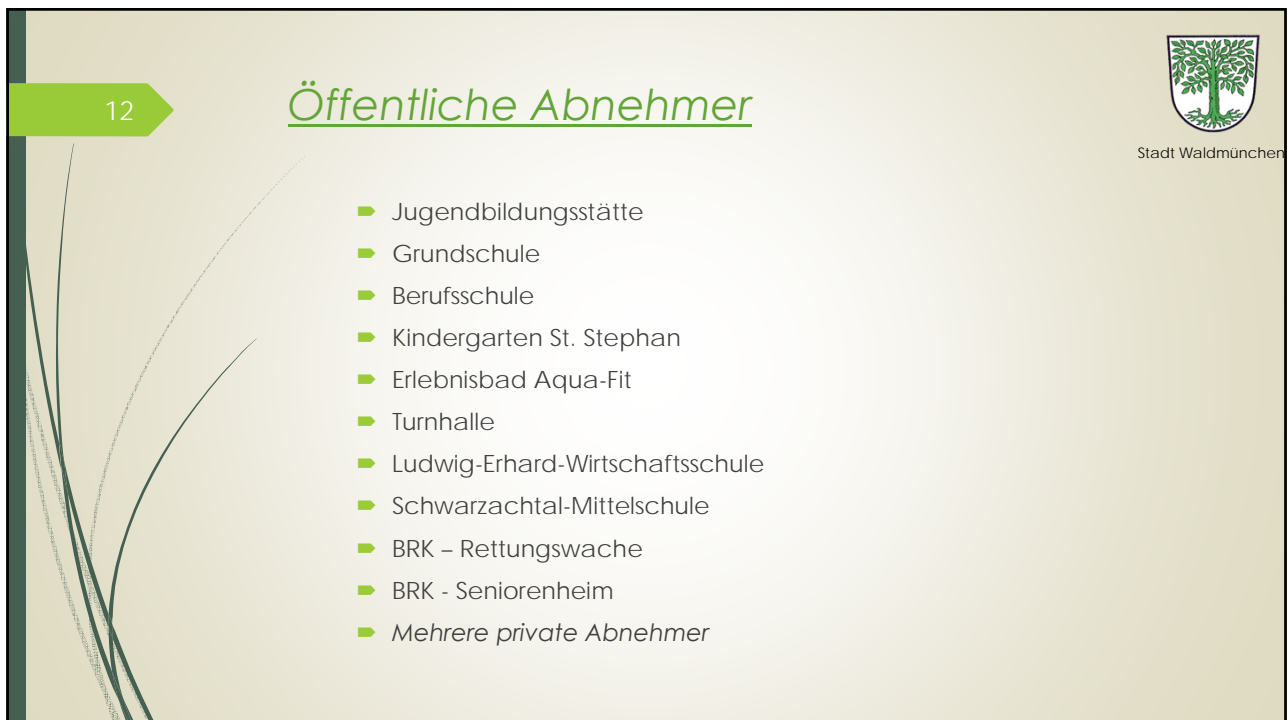 12
Öffentliche Abnehmer
Stadt Waldmünchen
Jugendbildungsstätte
Grundschule
Berufsschule
Kindergarten St. Stephan
Erlebnisbad Aqua-Fit
Turnhalle
Ludwig-Erhard-Wirtschaftsschule
Schwarzachtal-Mittelschule
BRK – Rettungswache
BRK - Seniorenheim
Mehrere private Abnehmer